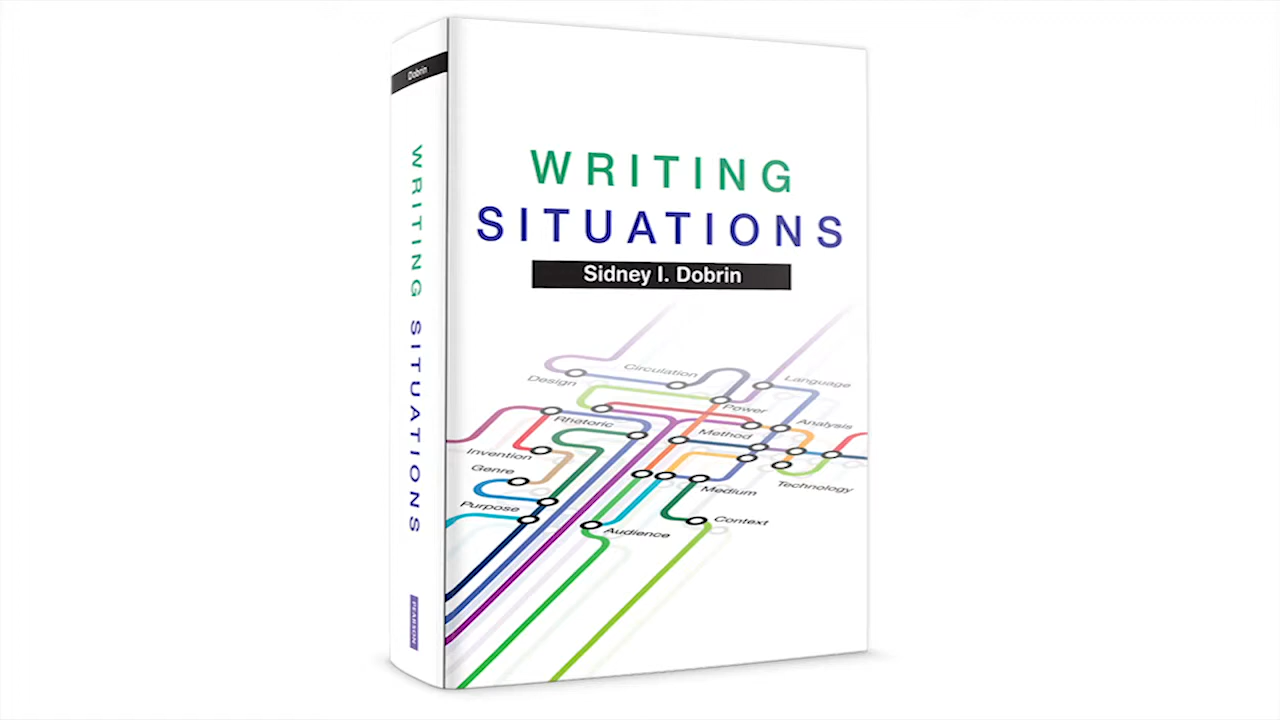 Dobrin
WRITING SITUATIONS
PEARSON
WRITING
SITUATIONS
Sidney I. Dobrin
Circulation
Design
Language
Power
Analysis
Rhetoric
Method
Invention
Genre
Technology
Medium
Purpose
Context
Audience